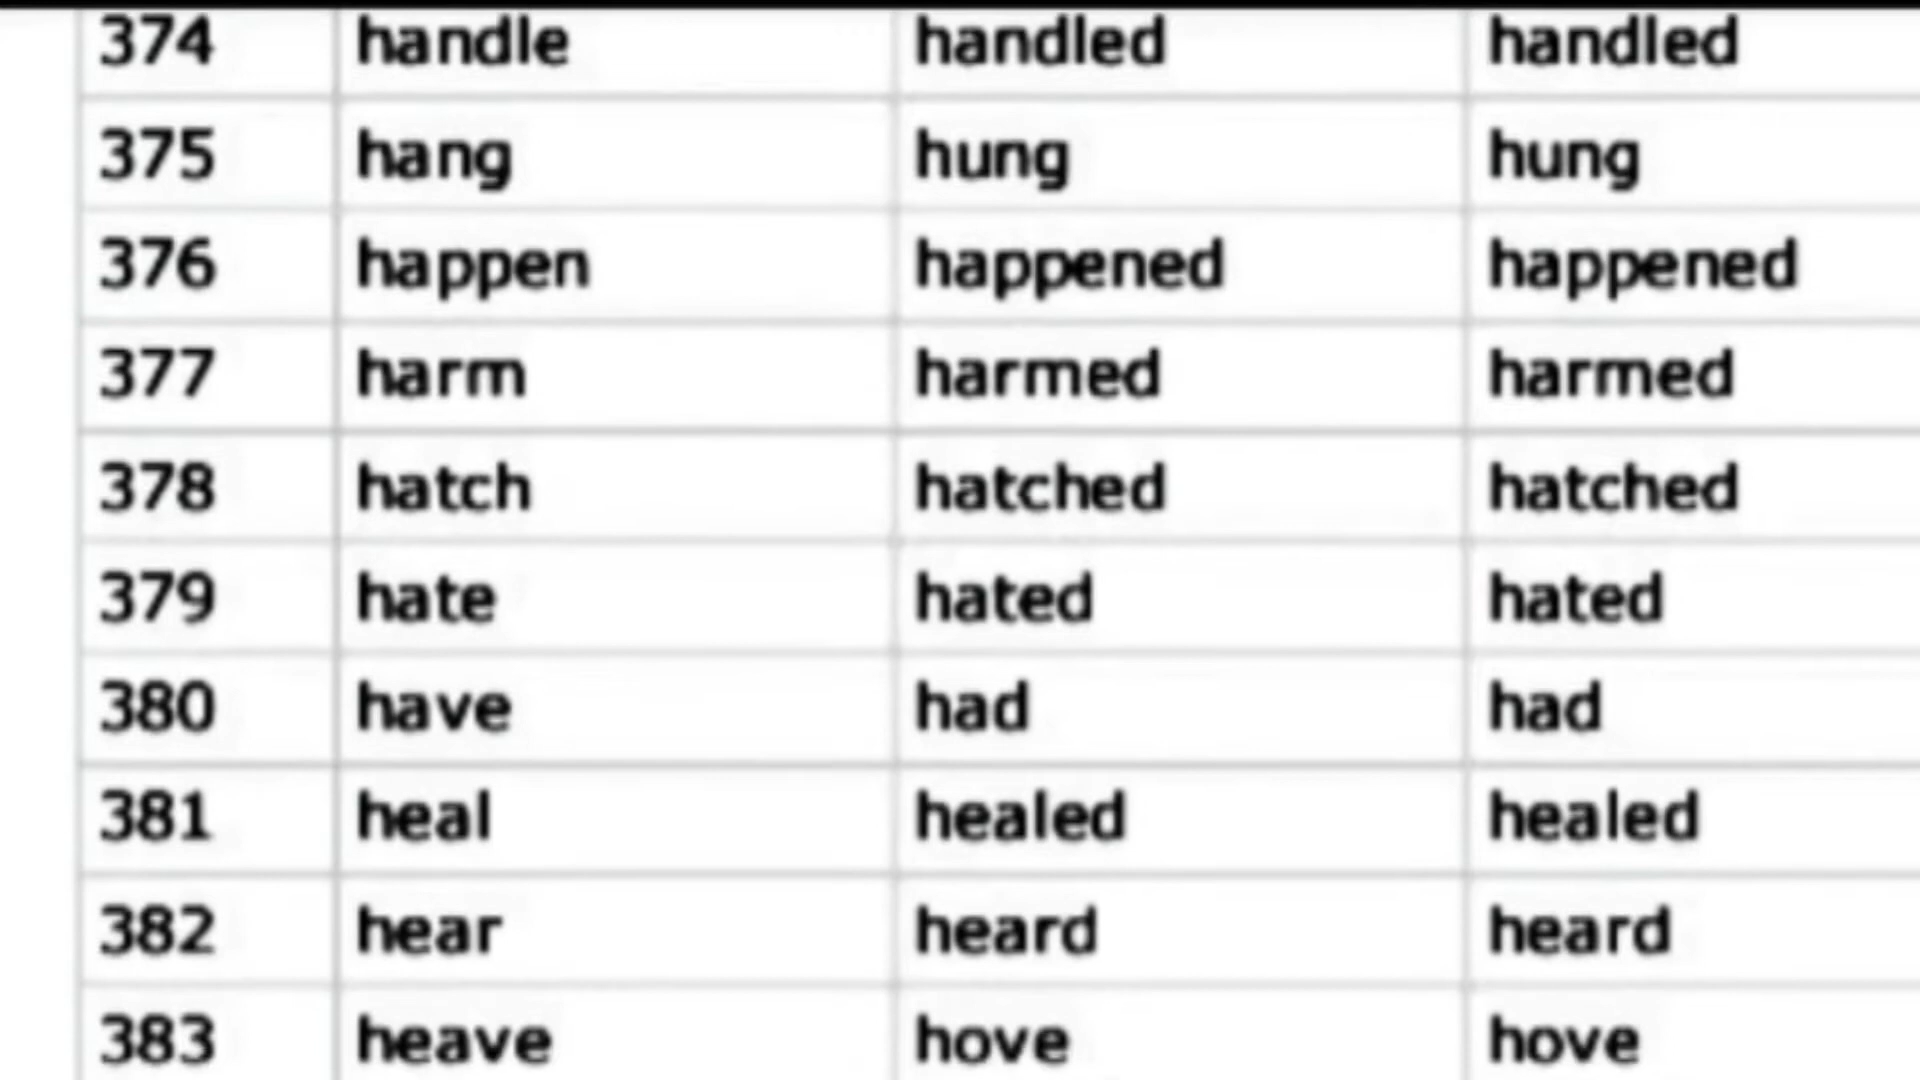 374 handle handled handled
375 hang hung hung
376 happen happened happened
377 harm harmed harmed
378 hatch hatched hatched
379 hate hated hated
380 have had had
381 heal healed healed
382 hear heard heard
383 heave hove hove